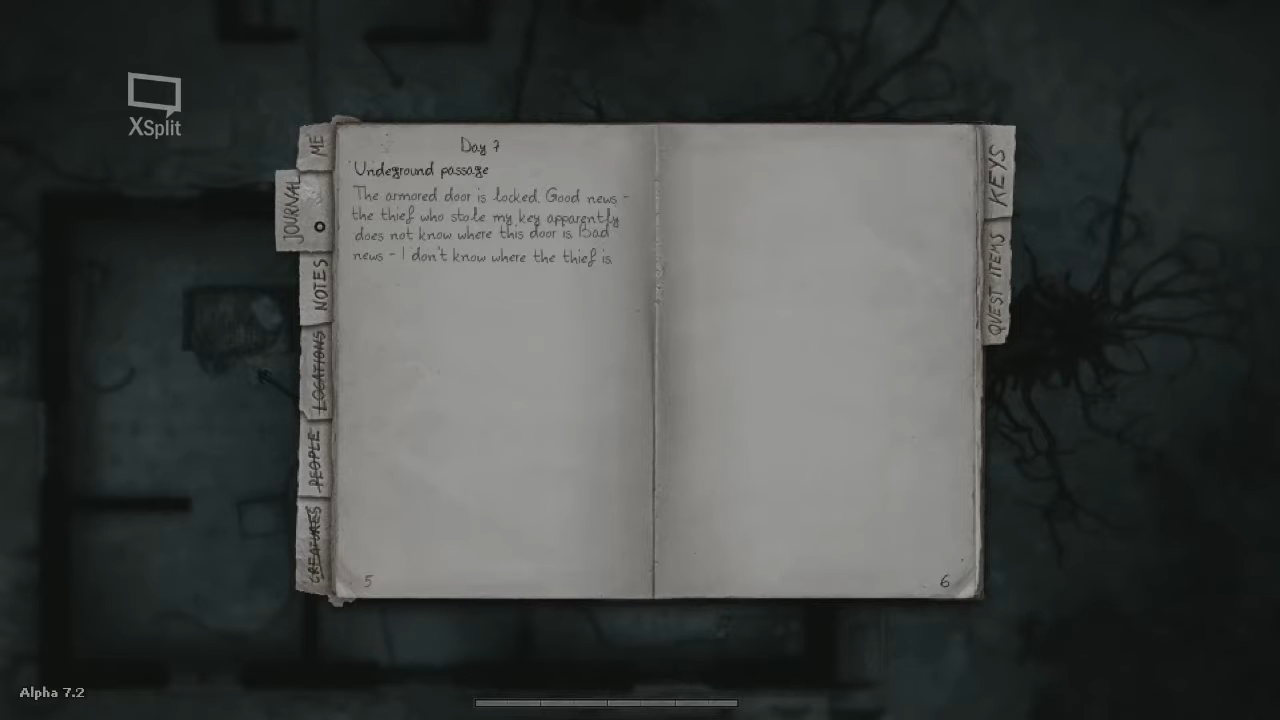 XSplit
ME
JOURNAL
NOTES
LOCATIONS
PEOPLE
CREATURES
Day 7
Undeground passage
The armored door is locked. Good news -
the thief who stole my key apparently
does not know where this door is. Bad
news - I don't know where the thief is.
5
6
KEYS
QUEST ITEMS
Alpha 7.2